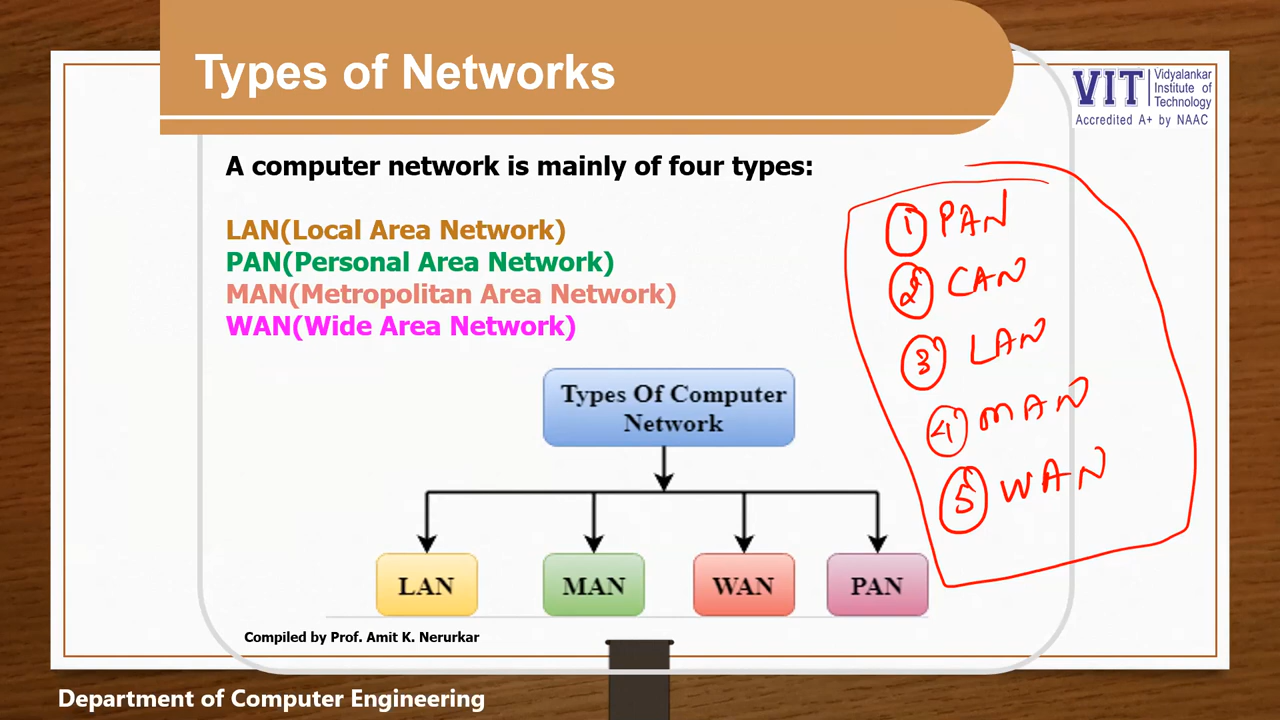 Types of Networks
VIT
Vidyalankar
Institute of
Technology
Accredited A+ by NAAC
A computer network is mainly of four types:
LAN(Local Area Network)
PAN(Personal Area Network)
MAN(Metropolitan Area Network)
WAN(Wide Area Network)
① PAN
② CAN
③ LAN
④ MAN
⑤ WAN
Types Of Computer
Network
LAN MAN WAN PAN
Compiled by Prof. Amit K. Nerurkar
Department of Computer Engineering